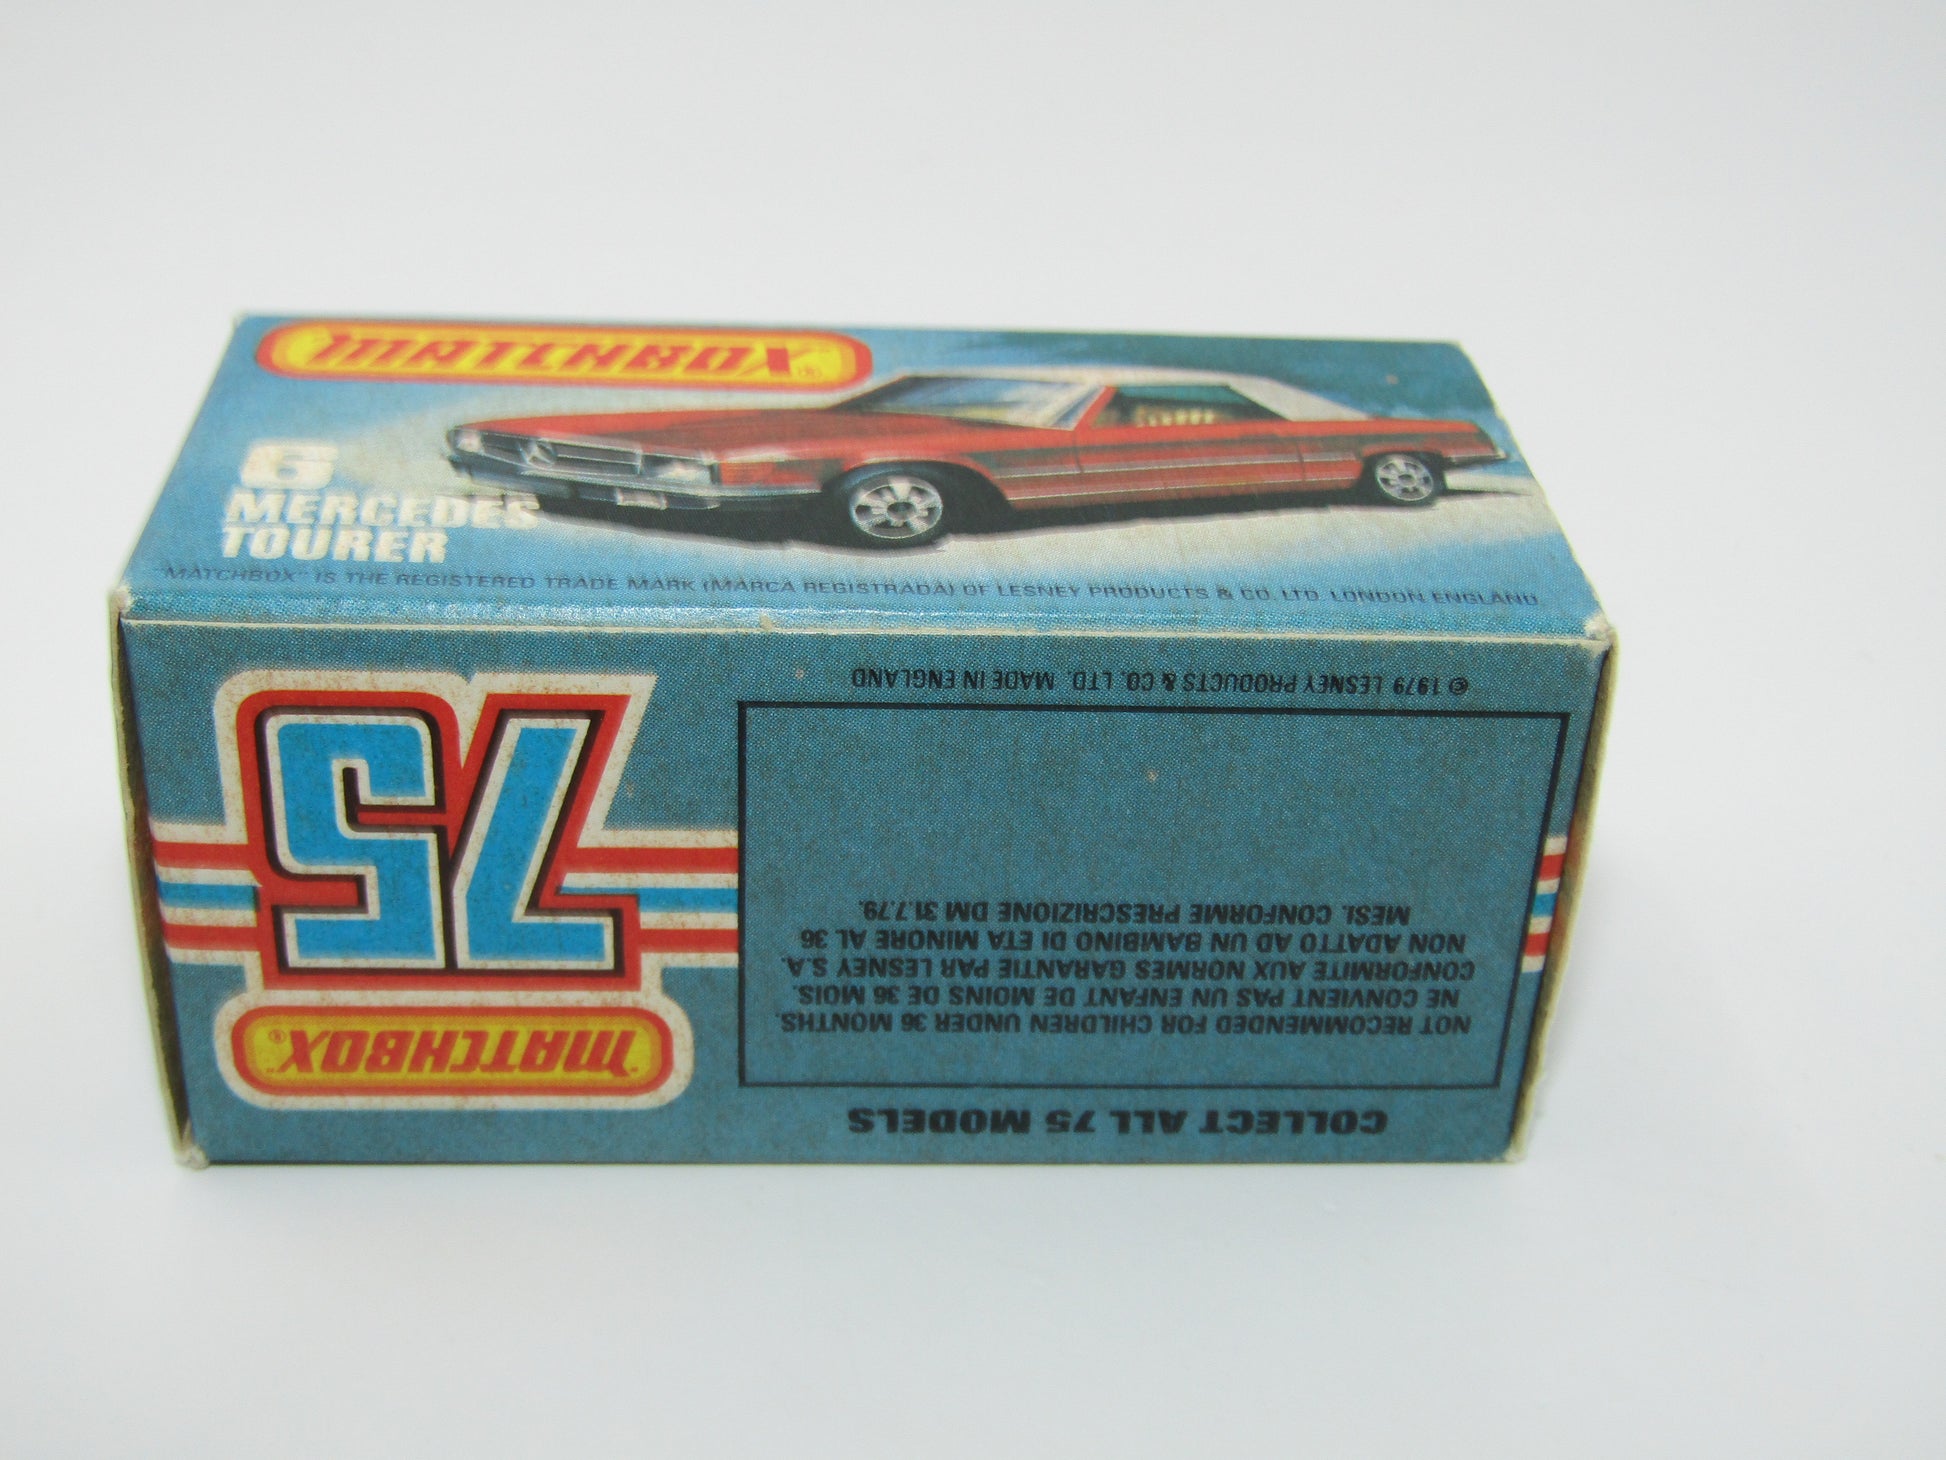 "MATCHBOX"®
6
MERCEDES
TOURER
"MATCHBOX" IS THE REGISTERED TRADE MARK (MARCA REGISTRADA) OF LESNEY PRODUCTS & CO. LTD. LONDON ENGLAND.
COLLECT ALL 75 MODELS
NOT RECOMMENDED FOR CHILDREN UNDER 36 MONTHS.
NE CONVIENT PAS UN ENFANT DE MOINS DE 36 MOIS.
CONFORMITE AUX NORMES GARANTIE PAR LESNEY S.A.
NON ADATTO AD UN BAMBINO DI ETA MINORE AL 36
MESI. CONFORME PRESCRIZIONE DM 31.7.79.
© 1979 LESNEY PRODUCTS & CO. LTD. MADE IN ENGLAND
"MATCHBOX"®
75